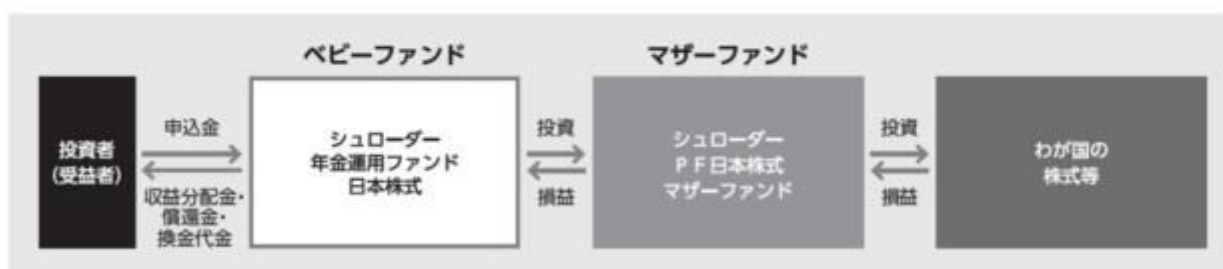 ベビーファンド
マザーファンド
投資者
(受益者)
申込金
収益分配金・
償還金・
換金代金
シュローダー
年金運用ファンド
日本株式
投資
損益
シュローダー
ＰＦ日本株式
マザーファンド
投資
損益
わが国の
株式等